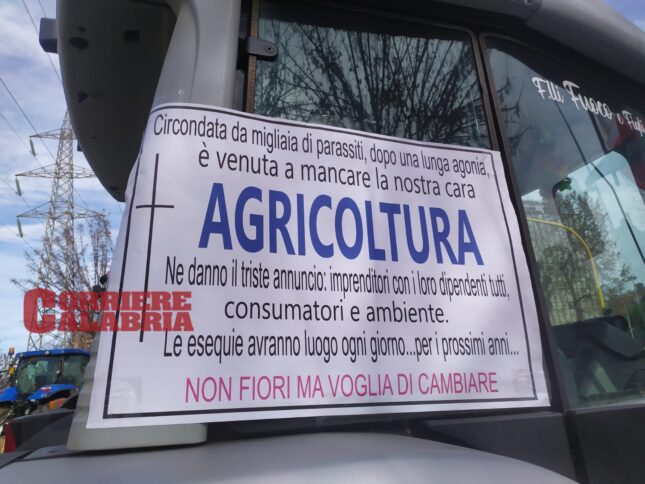 Circondata da migliaia di parassiti, dopo una lunga agonia,
è venuta a mancare la nostra cara
AGRICOLTURA
Ne danno il triste annuncio: imprenditori con i loro dipendenti tutti,
consumatori e ambiente.
Le esequie avranno luogo ogni giorno...per i prossimi anni...
NON FIORI MA VOGLIA DI CAMBIARE
F.lli Fuoco e Figli
CORRIERE
CALABRIA